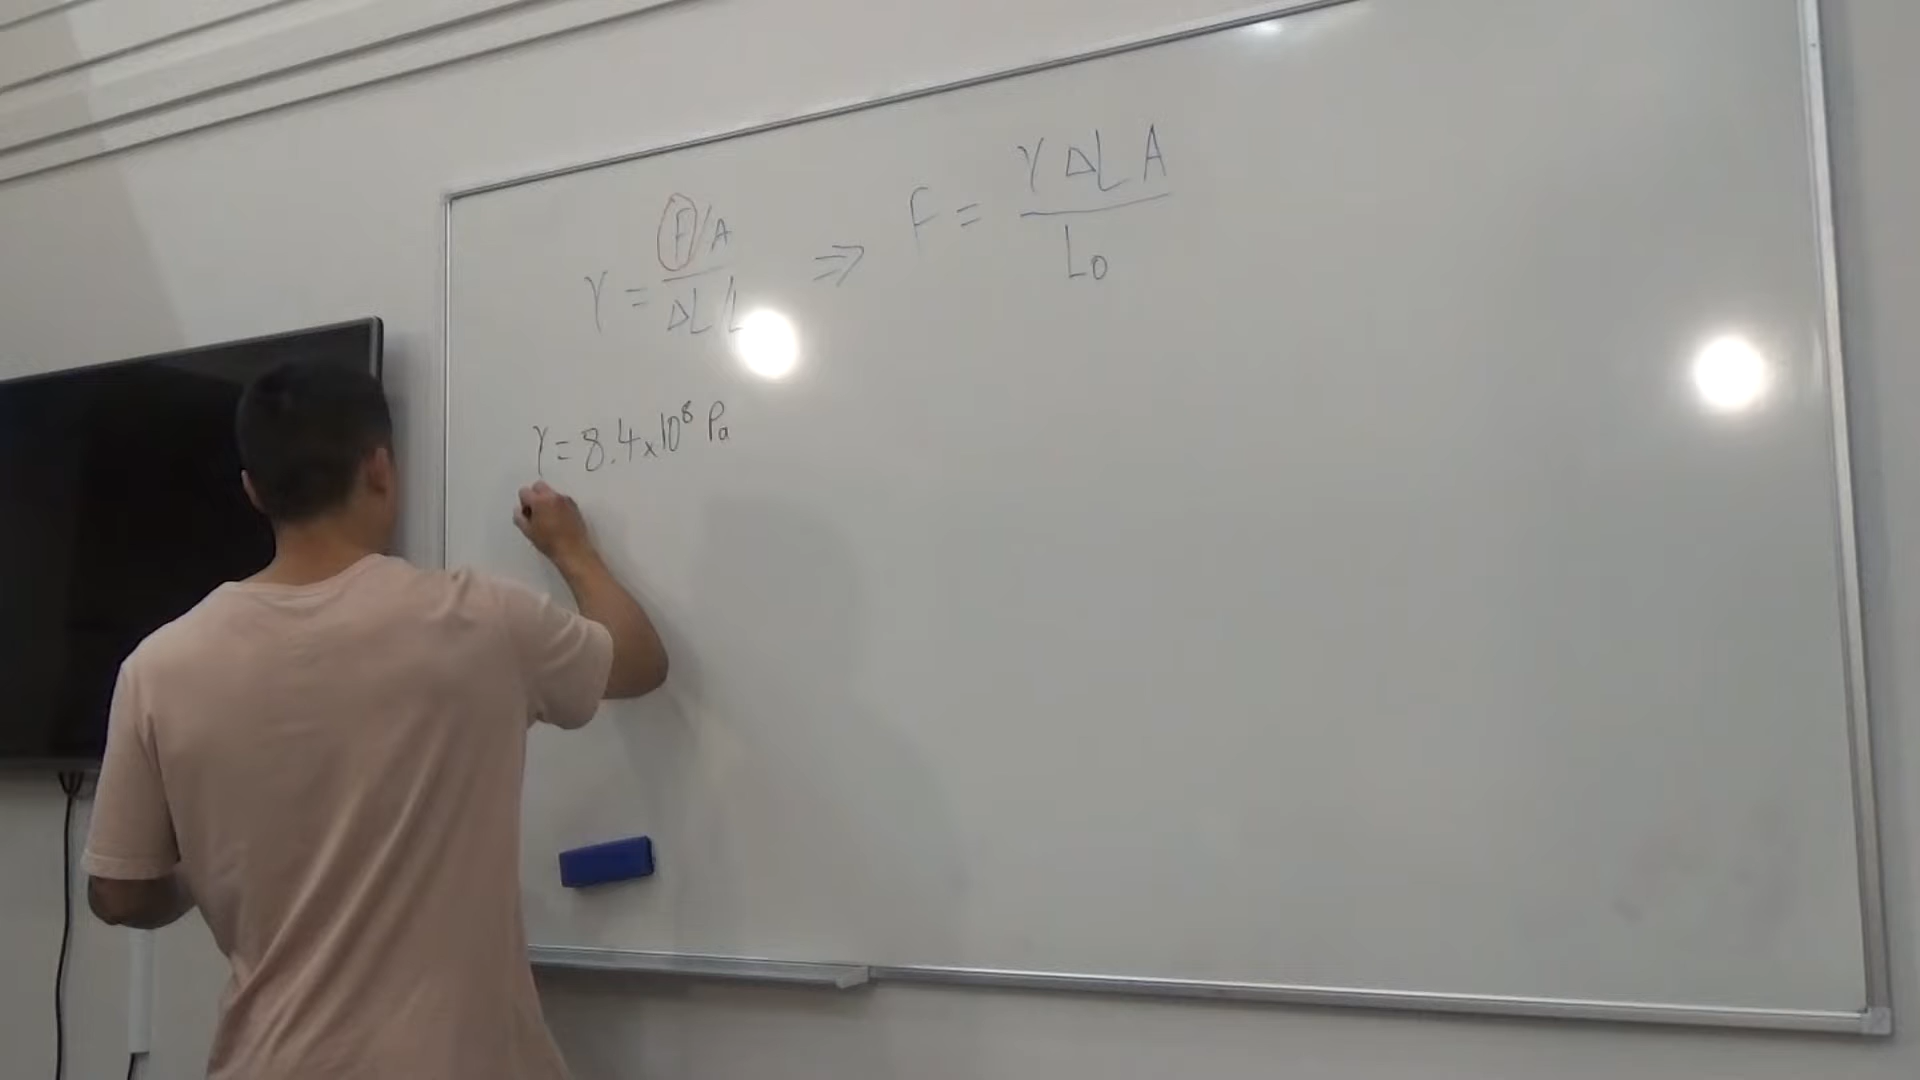 Y = F/A / ΔL/L ⇒ F = Y ΔL A / L₀
Y = 8.4 x 10⁸ Pa